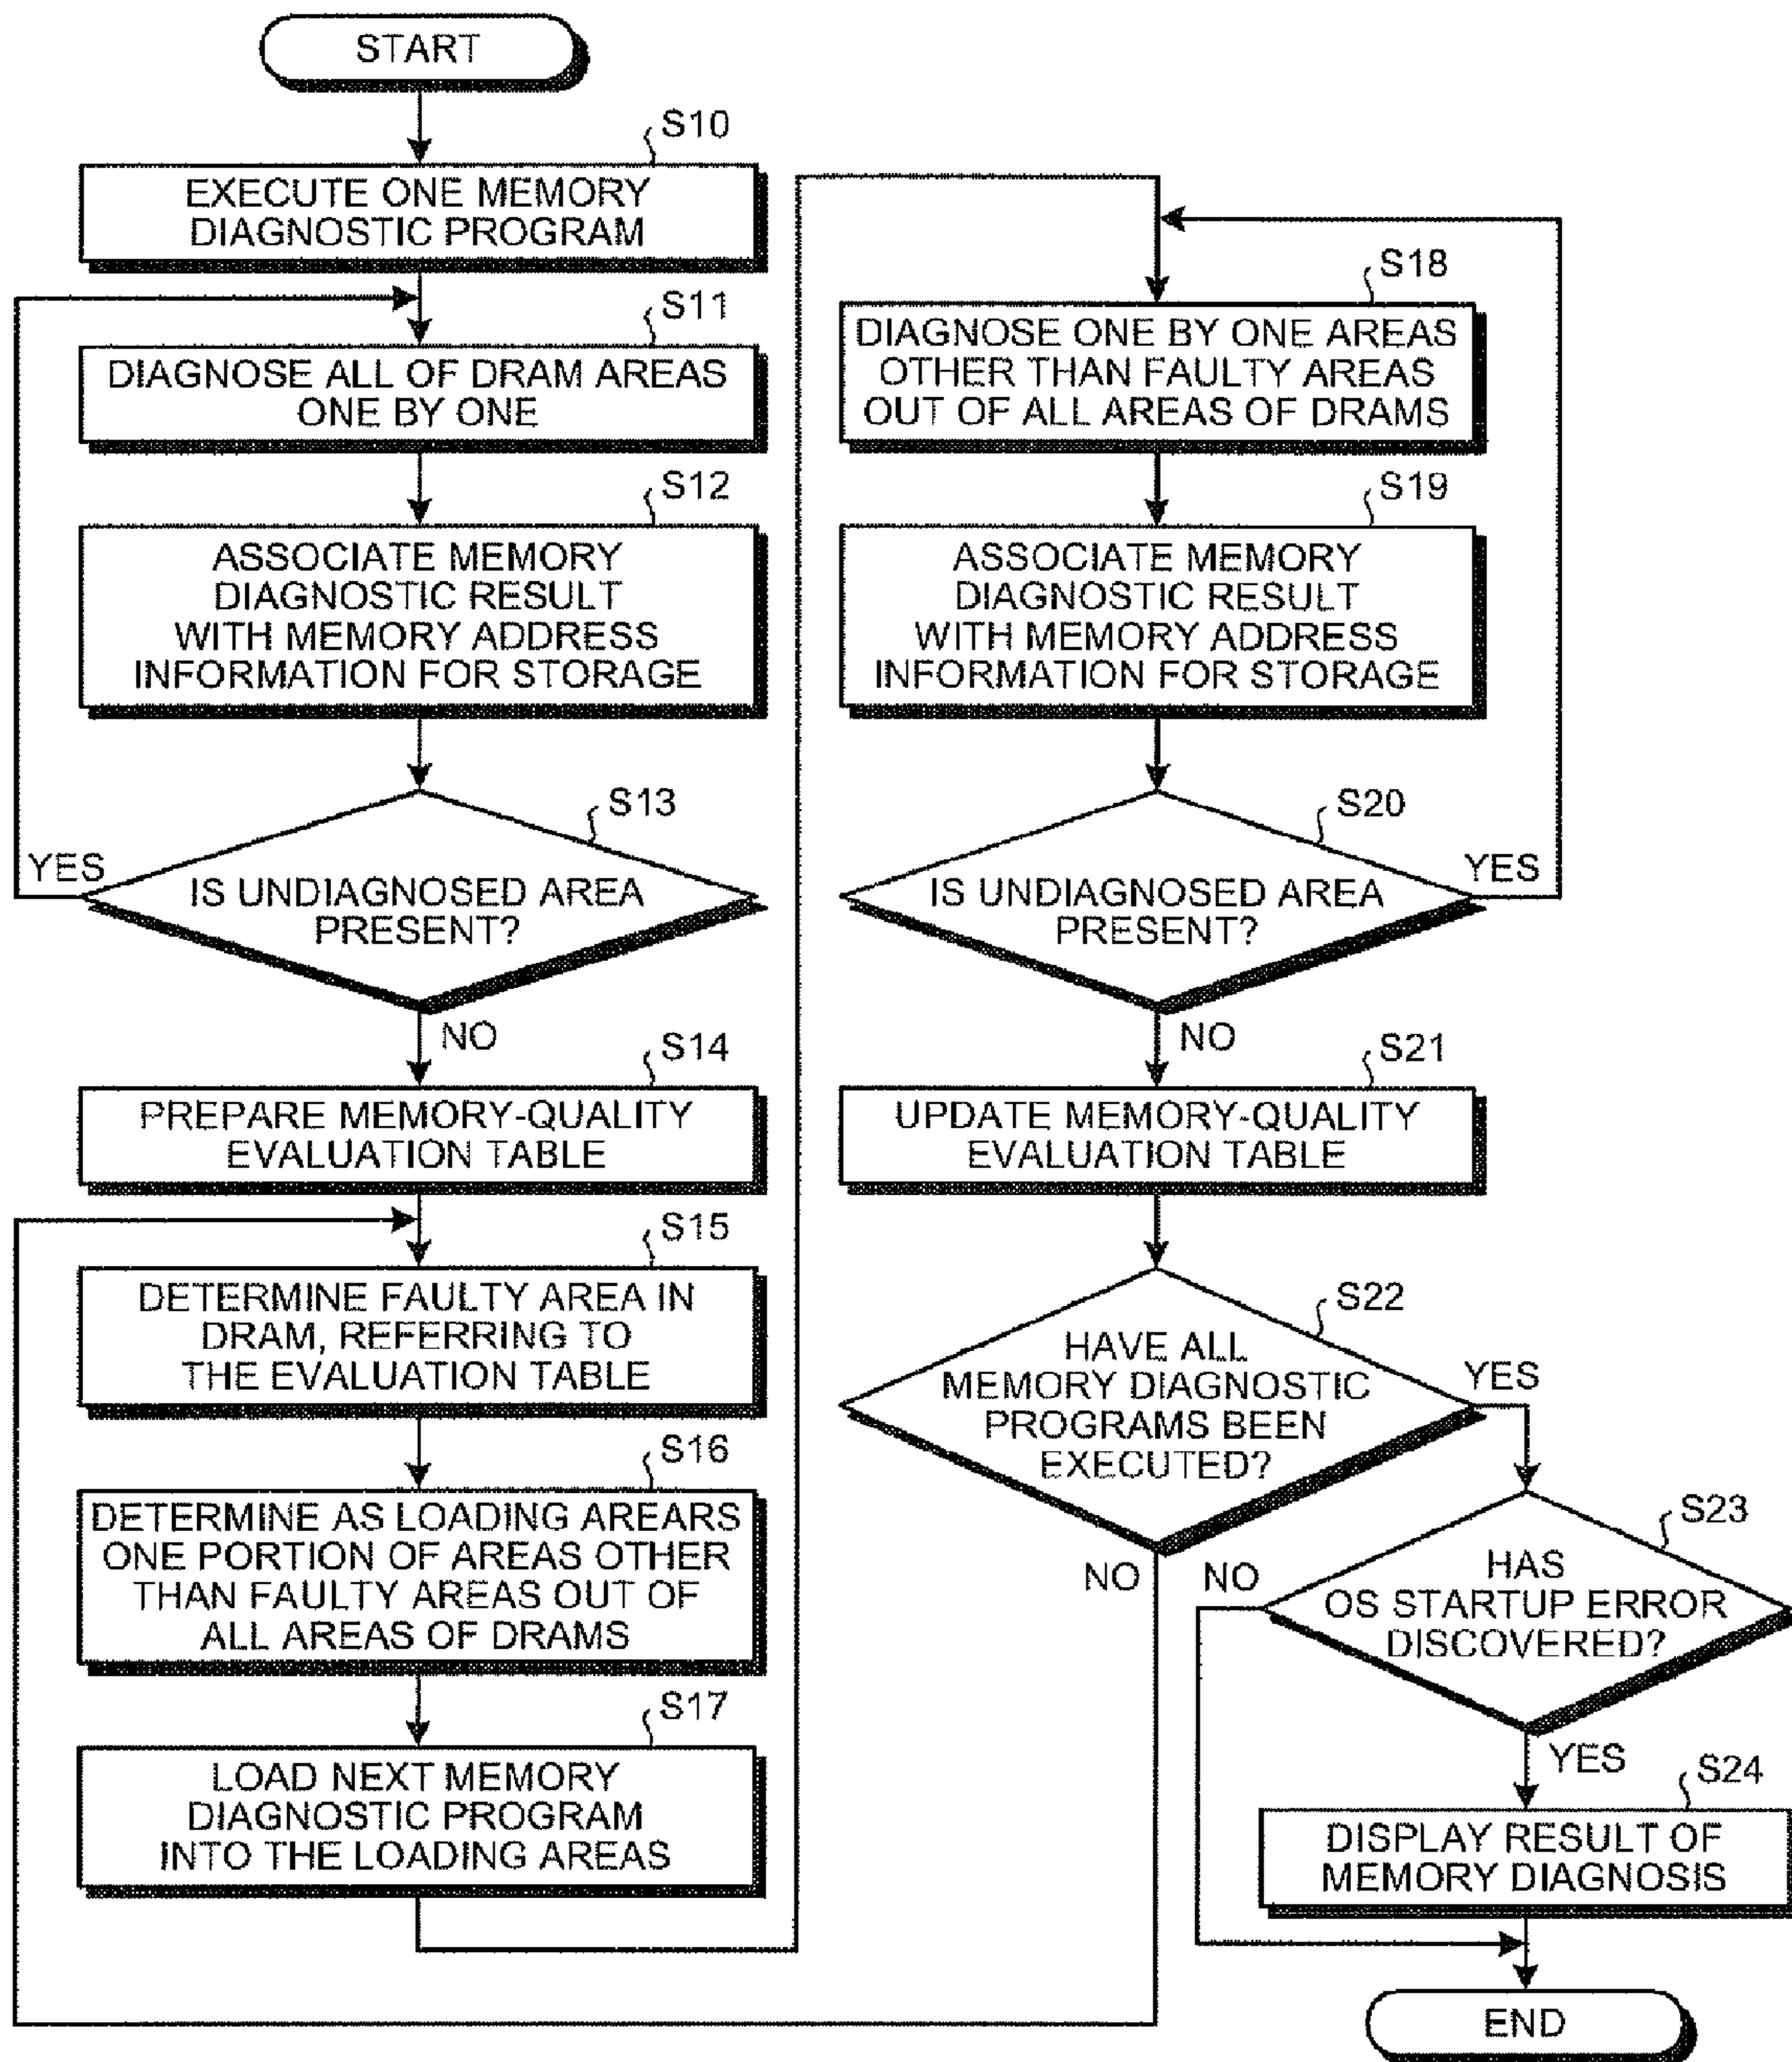 START
S10
EXECUTE ONE MEMORY
DIAGNOSTIC PROGRAM
S11
DIAGNOSE ALL OF DRAM AREAS
ONE BY ONE
S12
ASSOCIATE MEMORY
DIAGNOSTIC RESULT
WITH MEMORY ADDRESS
INFORMATION FOR STORAGE
S13
YES
IS UNDIAGNOSED AREA
PRESENT?
NO
S14
PREPARE MEMORY-QUALITY
EVALUATION TABLE
S15
DETERMINE FAULTY AREA IN
DRAM, REFERRING TO
THE EVALUATION TABLE
S16
DETERMINE AS LOADING AREARS
ONE PORTION OF AREAS OTHER
THAN FAULTY AREAS OUT OF
ALL AREAS OF DRAMS
S17
LOAD NEXT MEMORY
DIAGNOSTIC PROGRAM
INTO THE LOADING AREAS
S18
DIAGNOSE ONE BY ONE AREAS
OTHER THAN FAULTY AREAS
OUT OF ALL AREAS OF DRAMS
S19
ASSOCIATE MEMORY
DIAGNOSTIC RESULT
WITH MEMORY ADDRESS
INFORMATION FOR STORAGE
S20
YES
IS UNDIAGNOSED AREA
PRESENT?
NO
S21
UPDATE MEMORY-QUALITY
EVALUATION TABLE
S22
HAVE ALL
MEMORY DIAGNOSTIC
PROGRAMS BEEN
EXECUTED?
YES
NO
S23
NO
HAS
OS STARTUP ERROR
DISCOVERED?
YES
S24
DISPLAY RESULT OF
MEMORY DIAGNOSIS
END